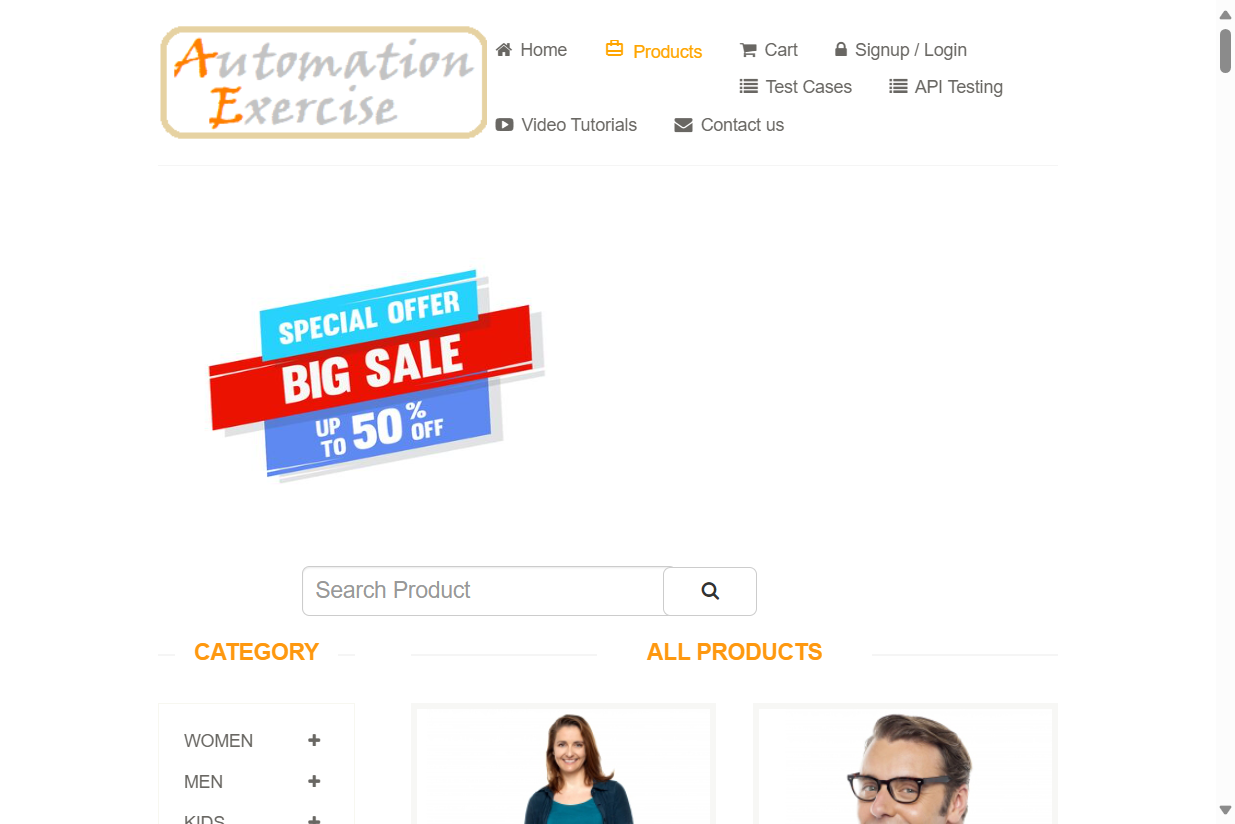 Automation
Exercise
Home
Products
Cart
Signup / Login
Test Cases
API Testing
Video Tutorials
Contact us
SPECIAL OFFER
BIG SALE
UP TO 50% OFF
Search Product
CATEGORY
ALL PRODUCTS
WOMEN
MEN
KIDS